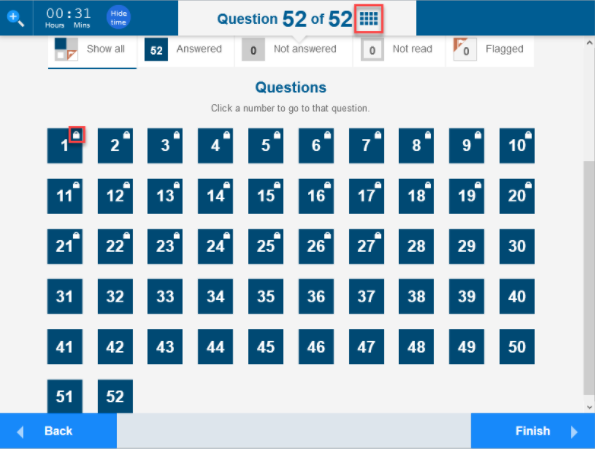 00:31
Hours Mins
Hide time
Question 52 of 52
Show all
52 Answered
0 Not answered
0 Not read
0 Flagged
Questions
Click a number to go to that question.
1 2 3 4 5 6 7 8 9 10
11 12 13 14 15 16 17 18 19 20
21 22 23 24 25 26 27 28 29 30
31 32 33 34 35 36 37 38 39 40
41 42 43 44 45 46 47 48 49 50
51 52
Back
Finish